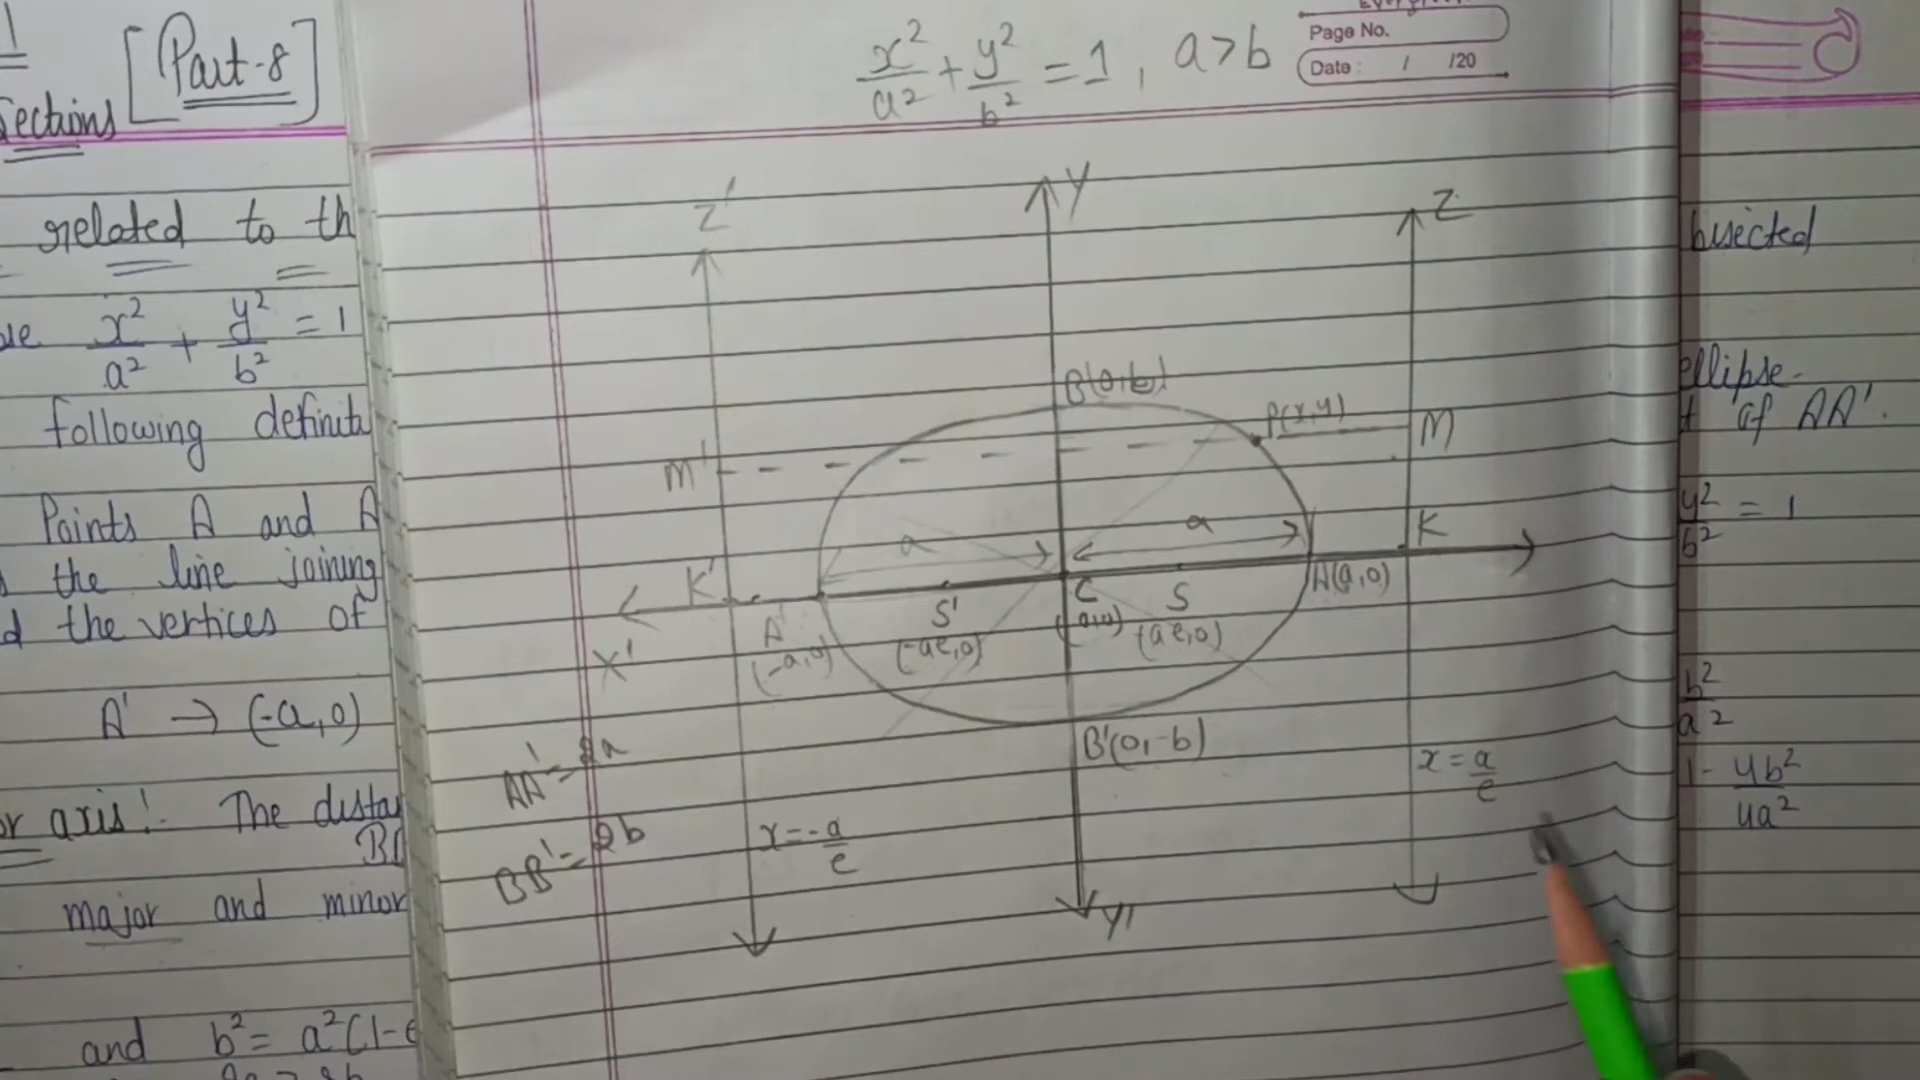 [Part-8]
Sections
related to th
x²/a² + y²/b² = 1
following definit
Points A and A
the line joining
the vertices of
A' → (-a,0)
axis!- The dista
major and minor
and b² = a²(1-e
x²/a² + y²/b² = 1, a>b
Page No.
Date : / /20
Z'
Y
Z
B(0,b)
P(x,y)
M'
M
a
a
K'
K
A'
(-a,0)
S'
(-ae,0)
C
S
(ae,0)
A(a,0)
X'
B'(0,-b)
AA'=2a
BB'=2b
x=-a/e
x=a/e
Y'
bisected
ellipse.
of AA'.
y²/b² = 1
b²/a²
1- 4b²/4a²